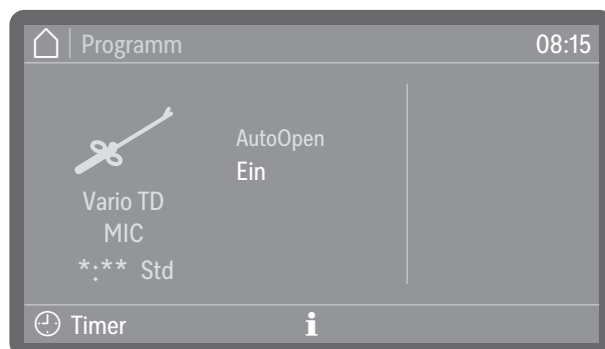 Programm 08:15
AutoOpen
Ein
Vario TD
MIC
*:** Std
Timer i